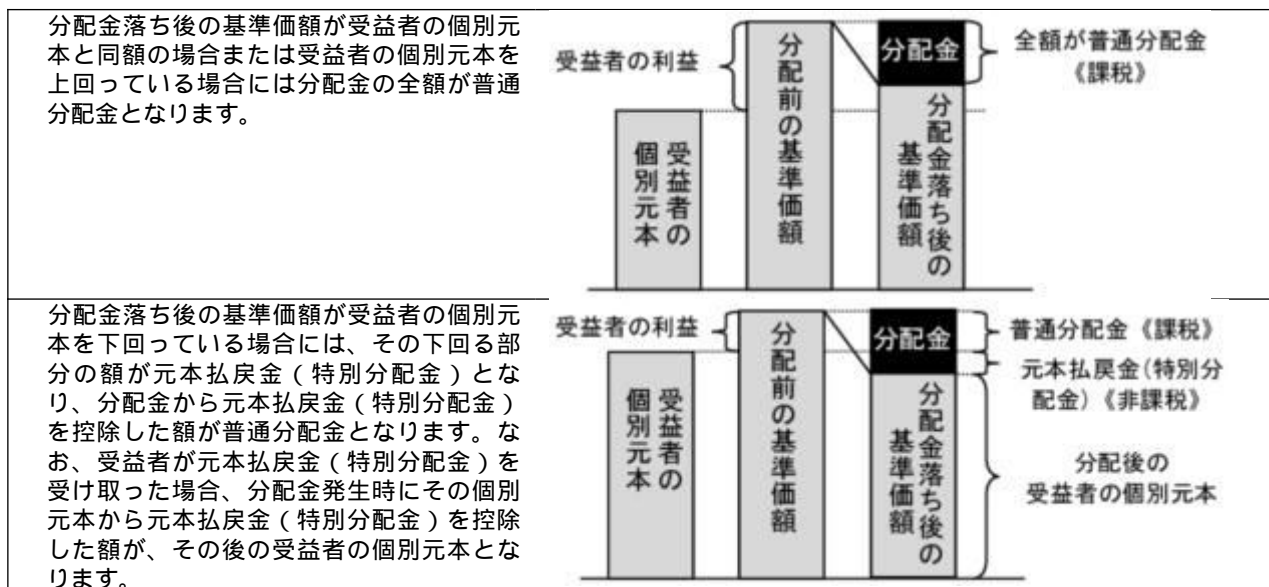 分配金落ち後の基準価額が受益者の個別元
本と同額の場合または受益者の個別元本を
上回っている場合には分配金の全額が普通
分配金となります。
受益者の利益
受益者の
個別元本
分配前の基準価額
分配金
分配金落ち後の
基準価額
全額が普通分配金
《課税》
分配金落ち後の基準価額が受益者の個別元
本を下回っている場合には、その下回る部
分の額が元本払戻金(特別分配金)とな
り、分配金から元本払戻金(特別分配金)
を控除した額が普通分配金となります。な
お、受益者が元本払戻金(特別分配金)を
受け取った場合、分配金発生時にその個別
元本から元本払戻金(特別分配金)を控除
した額が、その後の受益者の個別元本とな
ります。
受益者の利益
受益者の
個別元本
分配前の基準価額
分配金
分配金落ち後の
基準価額
普通分配金《課税》
元本払戻金(特別分
配金)《非課税》
分配後の
受益者の個別元本